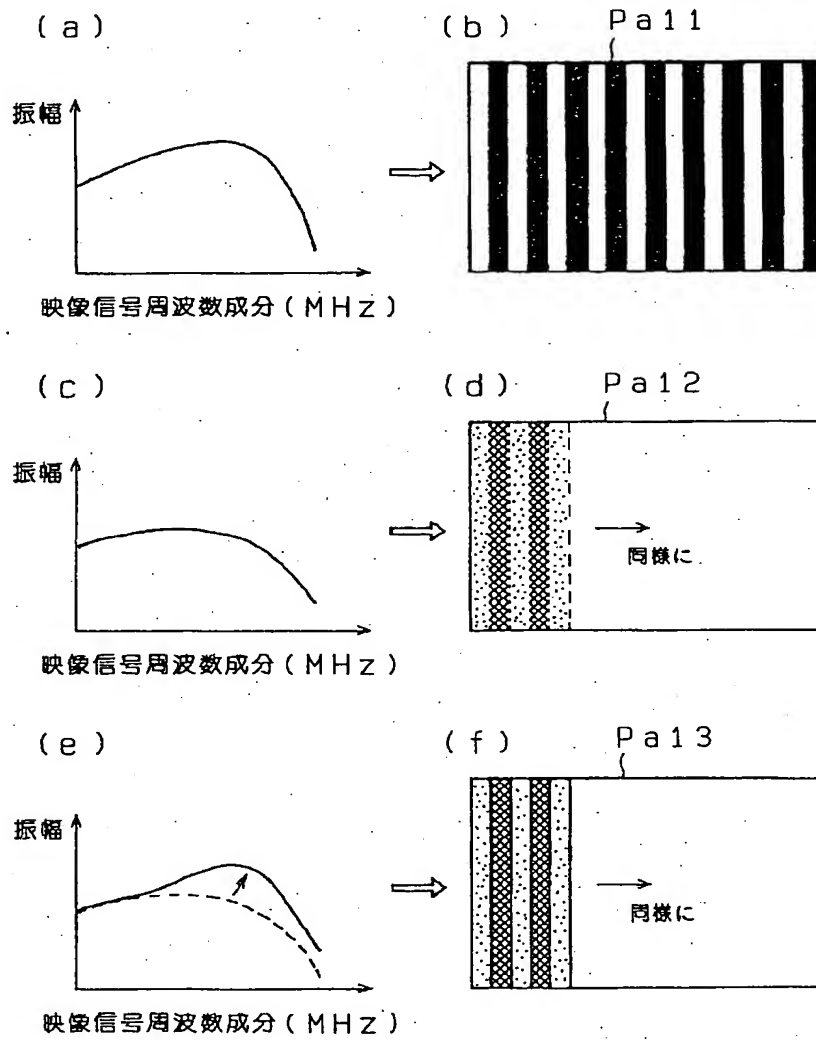 (a)
(b)
Pa11
振幅
映像信号周波数成分(MHz)
(c)
(d)
Pa12
振幅
同様に
映像信号周波数成分(MHz)
(e)
(f)
Pa13
振幅
同様に
映像信号周波数成分(MHz)